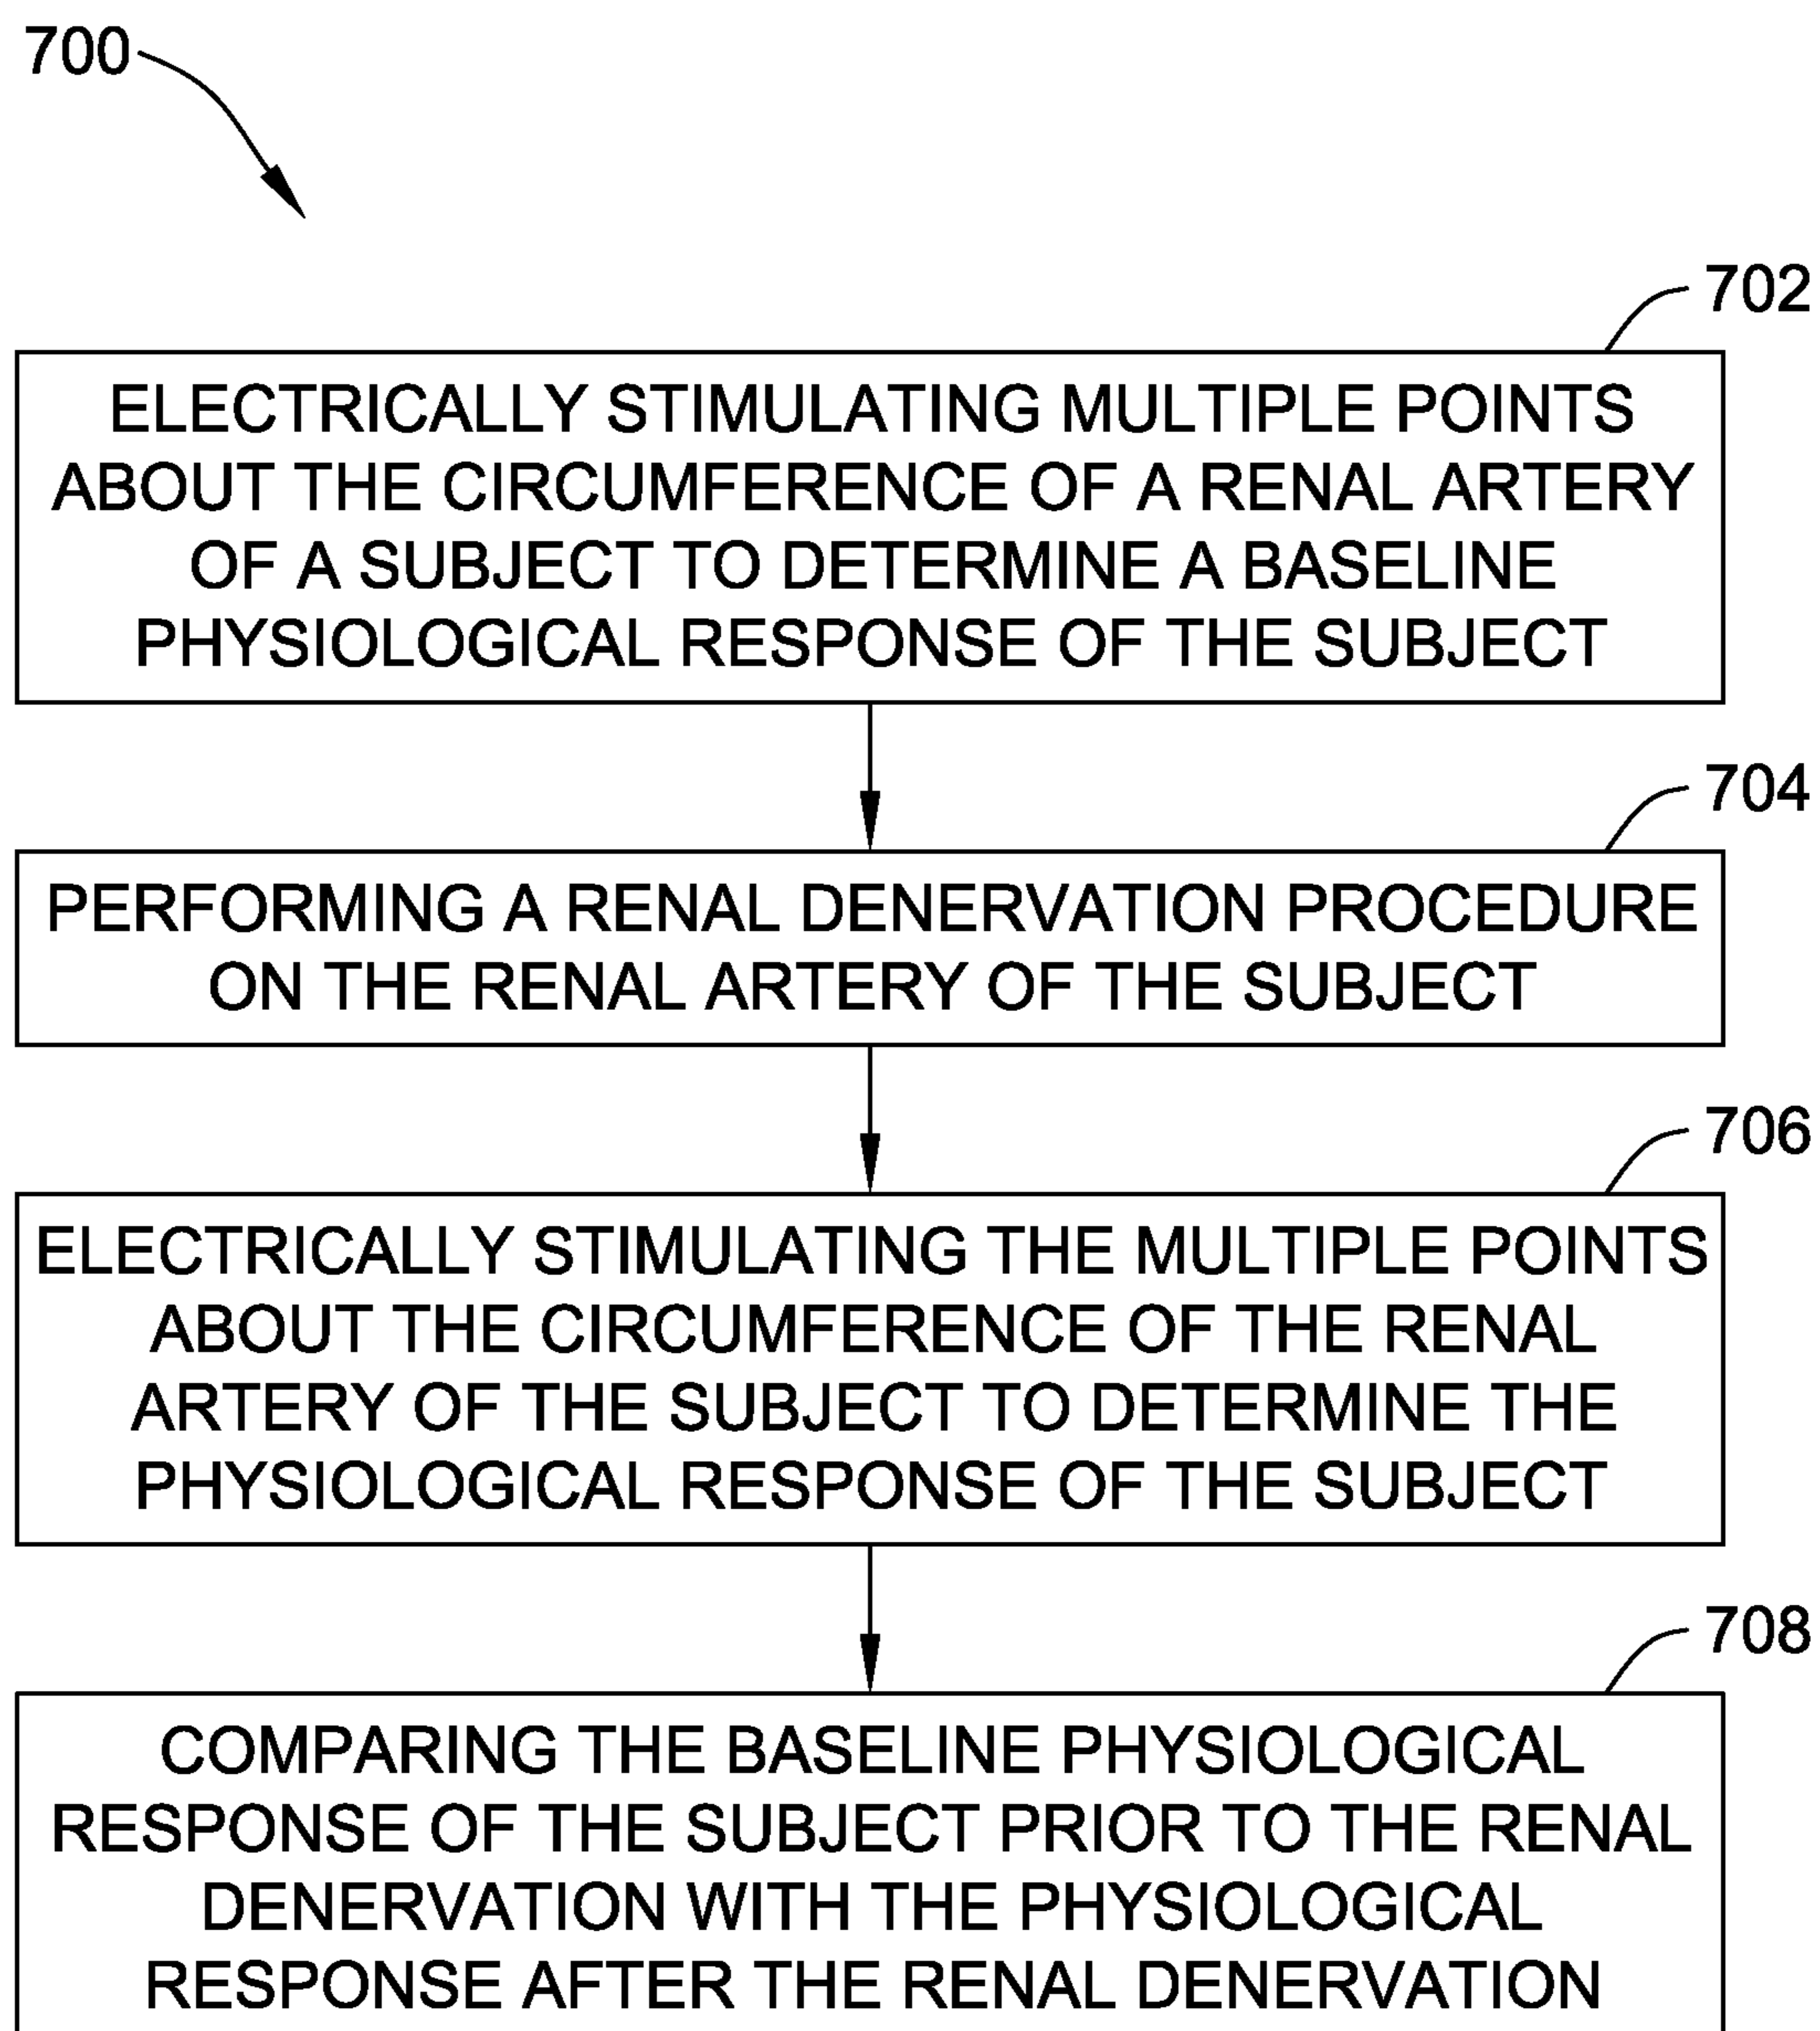 700
702
ELECTRICALLY STIMULATING MULTIPLE POINTS
ABOUT THE CIRCUMFERENCE OF A RENAL ARTERY
OF A SUBJECT TO DETERMINE A BASELINE
PHYSIOLOGICAL RESPONSE OF THE SUBJECT
704
PERFORMING A RENAL DENERVATION PROCEDURE
ON THE RENAL ARTERY OF THE SUBJECT
706
ELECTRICALLY STIMULATING THE MULTIPLE POINTS
ABOUT THE CIRCUMFERENCE OF THE RENAL
ARTERY OF THE SUBJECT TO DETERMINE THE
PHYSIOLOGICAL RESPONSE OF THE SUBJECT
708
COMPARING THE BASELINE PHYSIOLOGICAL
RESPONSE OF THE SUBJECT PRIOR TO THE RENAL
DENERVATION WITH THE PHYSIOLOGICAL
RESPONSE AFTER THE RENAL DENERVATION